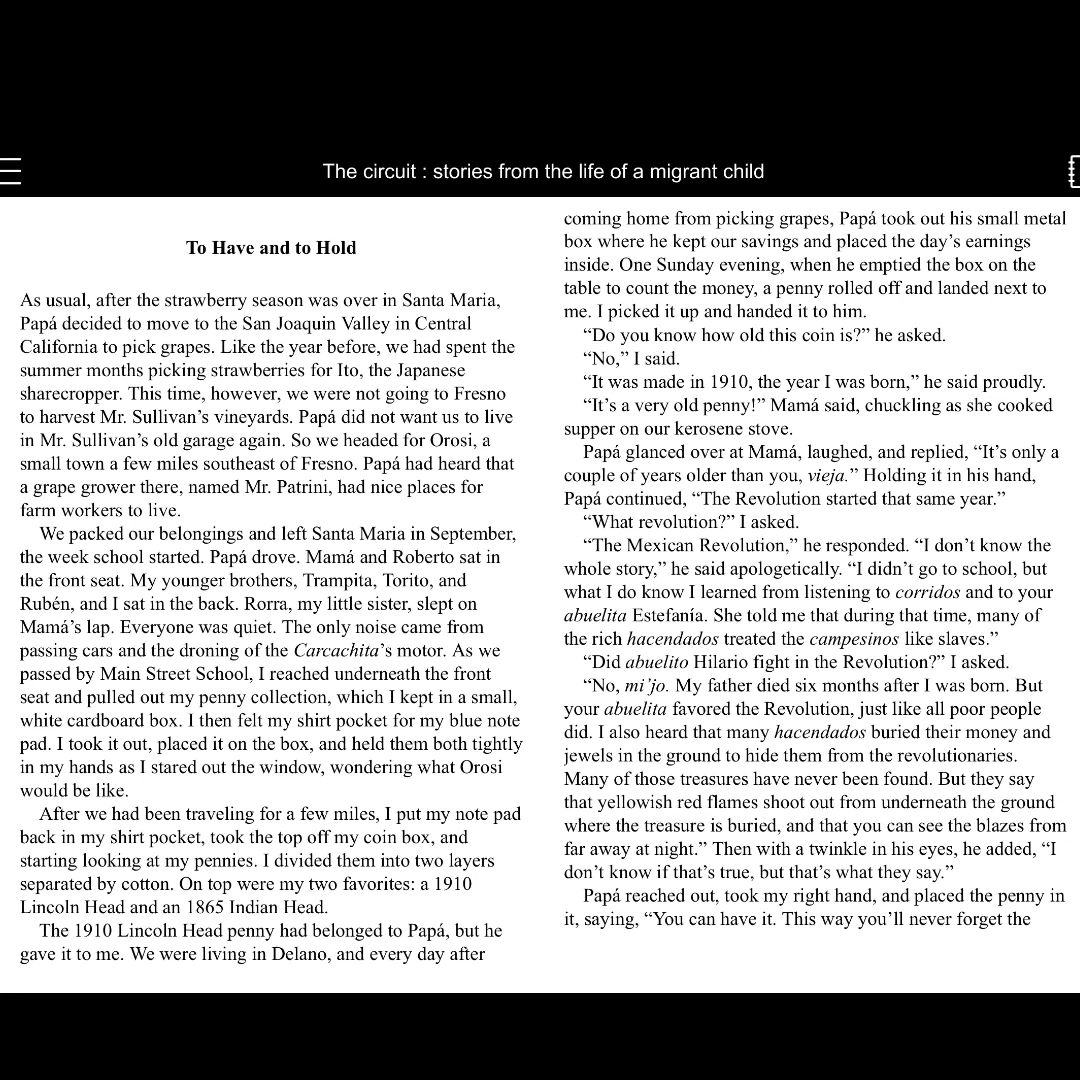 The circuit : stories from the life of a migrant child
To Have and to Hold
As usual, after the strawberry season was over in Santa Maria,
Papá decided to move to the San Joaquin Valley in Central
California to pick grapes. Like the year before, we had spent the
summer months picking strawberries for Ito, the Japanese
sharecropper. This time, however, we were not going to Fresno
to harvest Mr. Sullivan’s vineyards. Papá did not want us to live
in Mr. Sullivan’s old garage again. So we headed for Orosi, a
small town a few miles southeast of Fresno. Papá had heard that
a grape grower there, named Mr. Patrini, had nice places for
farm workers to live.
We packed our belongings and left Santa Maria in September,
the week school started. Papá drove. Mamá and Roberto sat in
the front seat. My younger brothers, Trampita, Torito, and
Rubén, and I sat in the back. Rorra, my little sister, slept on
Mamá’s lap. Everyone was quiet. The only noise came from
passing cars and the droning of the Carcachita’s motor. As we
passed by Main Street School, I reached underneath the front
seat and pulled out my penny collection, which I kept in a small,
white cardboard box. I then felt my shirt pocket for my blue note
pad. I took it out, placed it on the box, and held them both tightly
in my hands as I stared out the window, wondering what Orosi
would be like.
After we had been traveling for a few miles, I put my note pad
back in my shirt pocket, took the top off my coin box, and
starting looking at my pennies. I divided them into two layers
separated by cotton. On top were my two favorites: a 1910
Lincoln Head and an 1865 Indian Head.
The 1910 Lincoln Head penny had belonged to Papá, but he
gave it to me. We were living in Delano, and every day after
coming home from picking grapes, Papá took out his small metal
box where he kept our savings and placed the day’s earnings
inside. One Sunday evening, when he emptied the box on the
table to count the money, a penny rolled off and landed next to
me. I picked it up and handed it to him.
“Do you know how old this coin is?” he asked.
“No,” I said.
“It was made in 1910, the year I was born,” he said proudly.
“It’s a very old penny!” Mamá said, chuckling as she cooked
supper on our kerosene stove.
Papá glanced over at Mamá, laughed, and replied, “It’s only a
couple of years older than you, vieja.” Holding it in his hand,
Papá continued, “The Revolution started that same year.”
“What revolution?” I asked.
“The Mexican Revolution,” he responded. “I don’t know the
whole story,” he said apologetically. “I didn’t go to school, but
what I do know I learned from listening to corridos and to your
abuelita Estefanía. She told me that during that time, many of
the rich hacendados treated the campesinos like slaves.”
“Did abuelito Hilario fight in the Revolution?” I asked.
“No, mi’jo. My father died six months after I was born. But
your abuelita favored the Revolution, just like all poor people
did. I also heard that many hacendados buried their money and
jewels in the ground to hide them from the revolutionaries.
Many of those treasures have never been found. But they say
that yellowish red flames shoot out from underneath the ground
where the treasure is buried, and that you can see the blazes from
far away at night.” Then with a twinkle in his eyes, he added, “I
don’t know if that’s true, but that’s what they say.”
Papá reached out, took my right hand, and placed the penny in
it, saying, “You can have it. This way you’ll never forget the